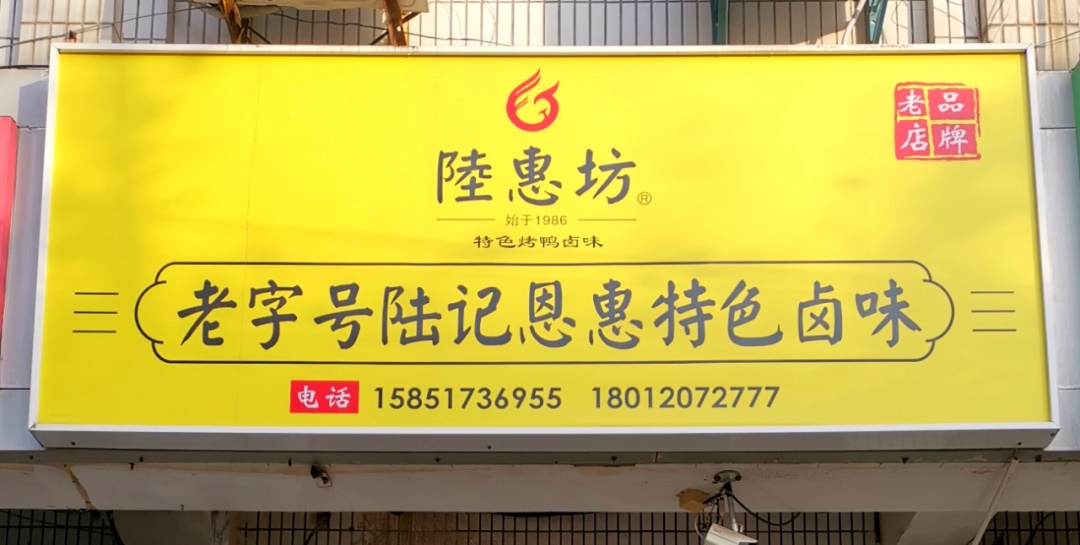 陸惠坊®
始于1986
特色烤鸭卤味
老品
店牌
老字号陆记恩惠特色卤味
电话 15851736955 18012072777